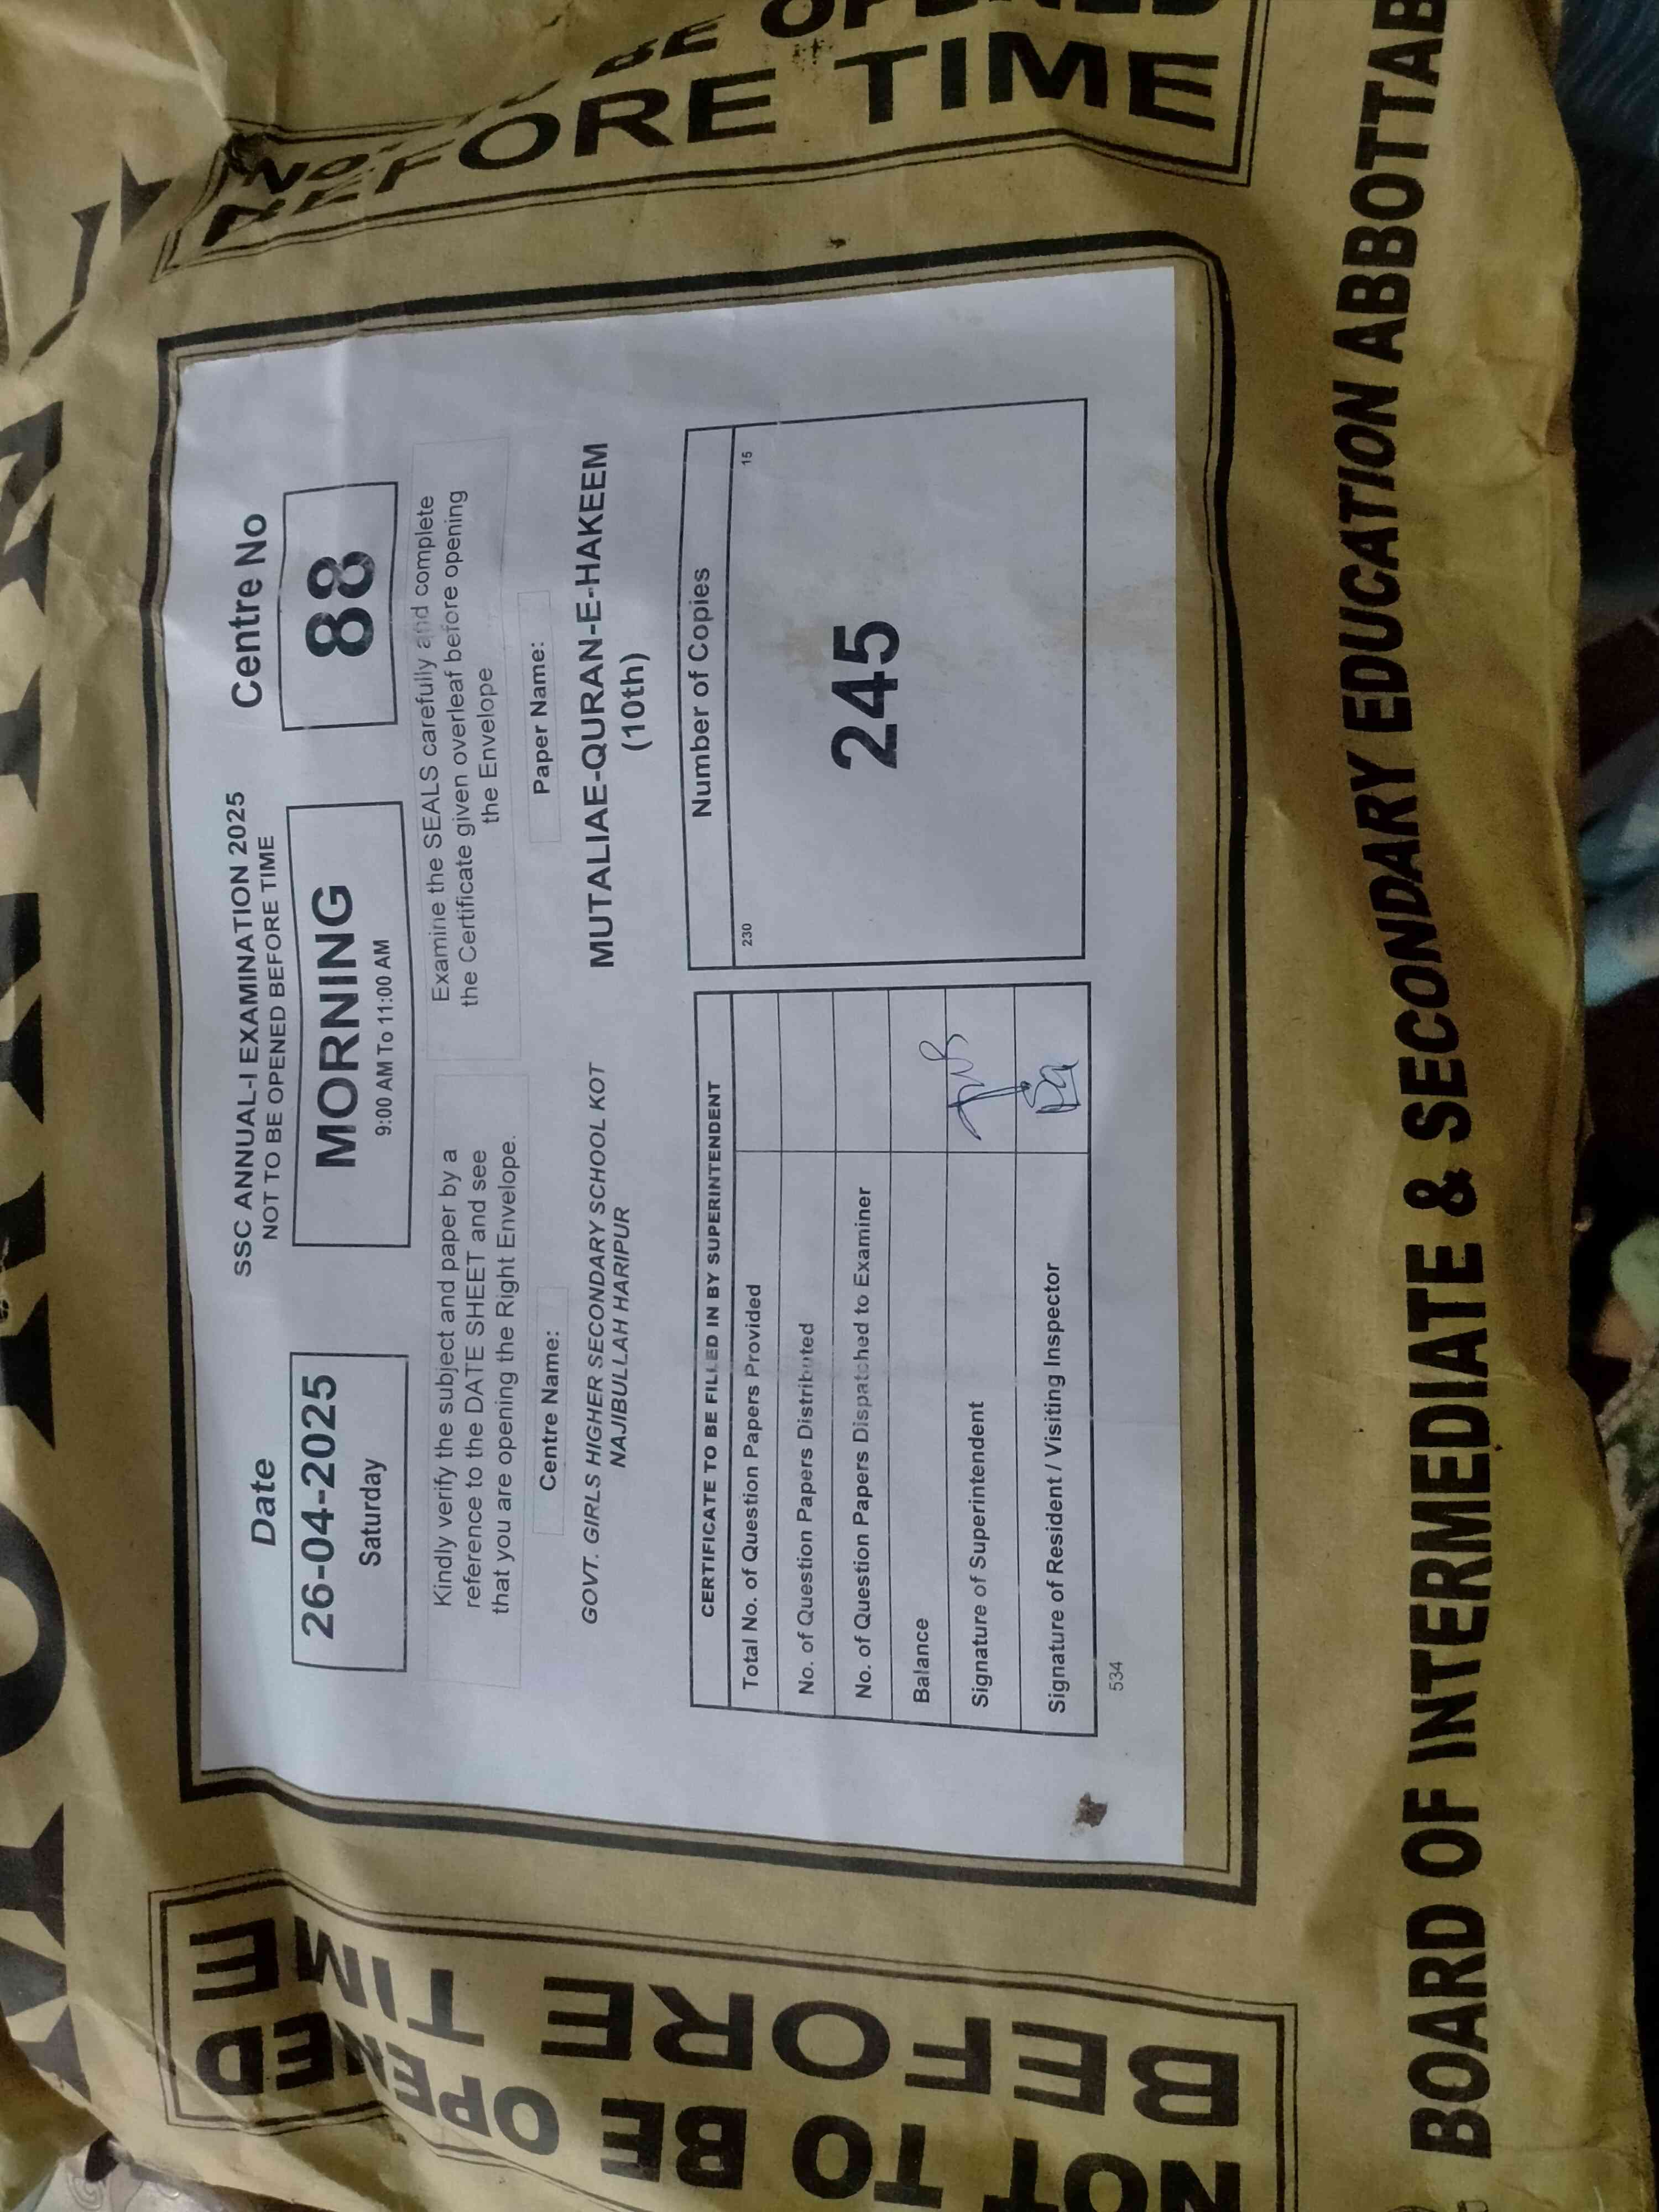 NOT TO BE OPENED
BEFORE TIME
SSC ANNUAL-I EXAMINATION 2025
NOT TO BE OPENED BEFORE TIME
Date
26-04-2025
Saturday
MORNING
9:00 AM To 11:00 AM
Centre No
88
Kindly verify the subject and paper by a
reference to the DATE SHEET and see
that you are opening the Right Envelope.
Examine the SEALS carefully and complete
the Certificate given overleaf before opening
the Envelope
Centre Name:
GOVT. GIRLS HIGHER SECONDARY SCHOOL KOT
NAJIBULLAH HARIPUR
Paper Name:
MUTALIAE-QURAN-E-HAKEEM
(10th)
CERTIFICATE TO BE FILLED IN BY SUPERINTENDENT
Total No. of Question Papers Provided
No. of Question Papers Distributed
No. of Question Papers Dispatched to Examiner
Balance
Signature of Superintendent
Signature of Resident / Visiting Inspector
534
Number of Copies
230 15
245
BE OPENED
BEFORE TIME
BOARD OF INTERMEDIATE & SECONDARY EDUCATION ABBOTTAB